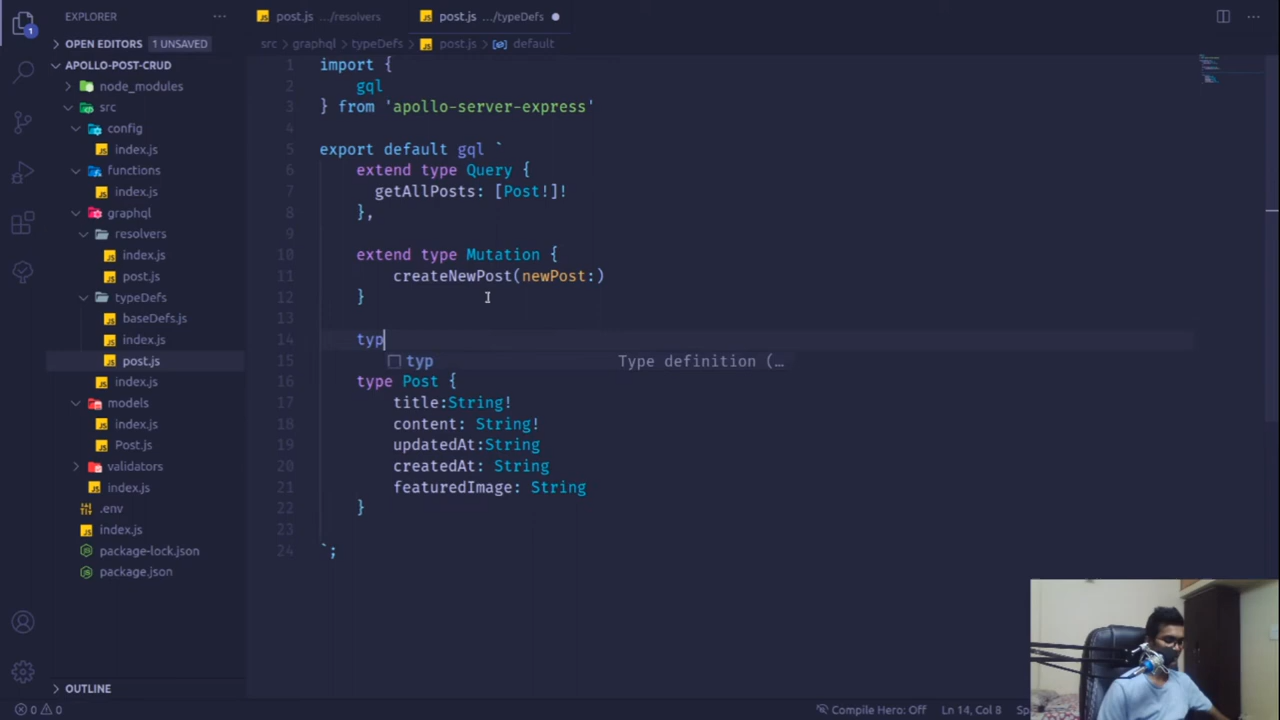 EXPLORER
OPEN EDITORS 1 UNSAVED
APOLLO-POST-CRUD
node_modules
src
config
index.js
functions
index.js
graphql
resolvers
index.js
post.js
typeDefs
baseDefs.js
index.js
post.js
index.js
models
index.js
Post.js
validators
index.js
.env
index.js
package-lock.json
package.json
OUTLINE
post.js .../resolvers post.js .../typeDefs
src > graphql > typeDefs > post.js > default
1 import {
2 gql
3 } from 'apollo-server-express'
4
5 export default gql `
6 extend type Query {
7 getAllPosts: [Post!]!
8 },
9
10 extend type Mutation {
11 createNewPost(newPost:)
12 }
13
14 typ
typ Type definition (…
15
16 type Post {
17 title:String!
18 content: String!
19 updatedAt:String
20 createdAt: String
21 featuredImage: String
22 }
23
24 `;
1
0 0 Compile Hero: Off Ln 14, Col 8